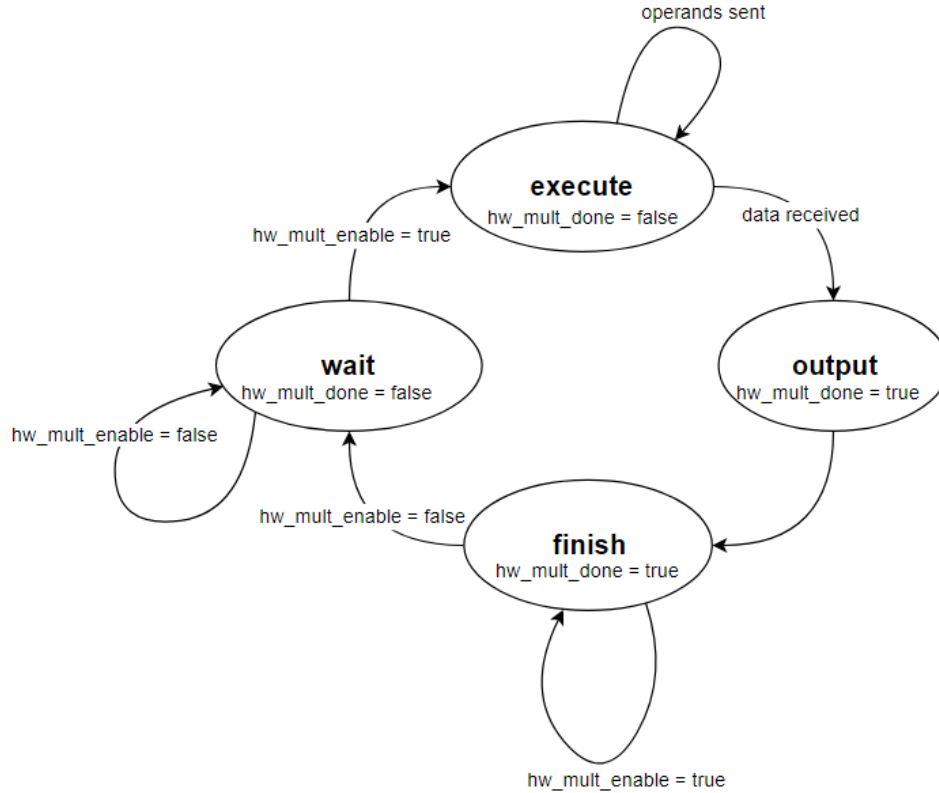 operands sent
execute
hw_mult_done = false
data received
hw_mult_enable = true
wait
hw_mult_done = false
output
hw_mult_done = true
hw_mult_enable = false
hw_mult_enable = false
finish
hw_mult_done = true
hw_mult_enable = true